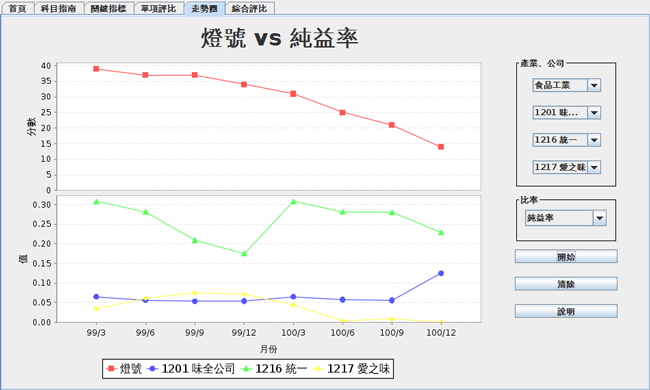 首頁 科目指南 關鍵指標 單項評比 走勢圖 綜合評比
燈號 vs 純益率
分數
40
35
30
25
20
15
10
5
0
值
0.30
0.25
0.20
0.15
0.10
0.05
0.00
99/3 99/6 99/9 99/12 100/3 100/6 100/9 100/12
月份
燈號 1201 味全公司 1216 統一 1217 愛之味
產業、公司
食品工業
1201 味...
1216 統一
1217 愛之味
比率
純益率
開始
清除
說明